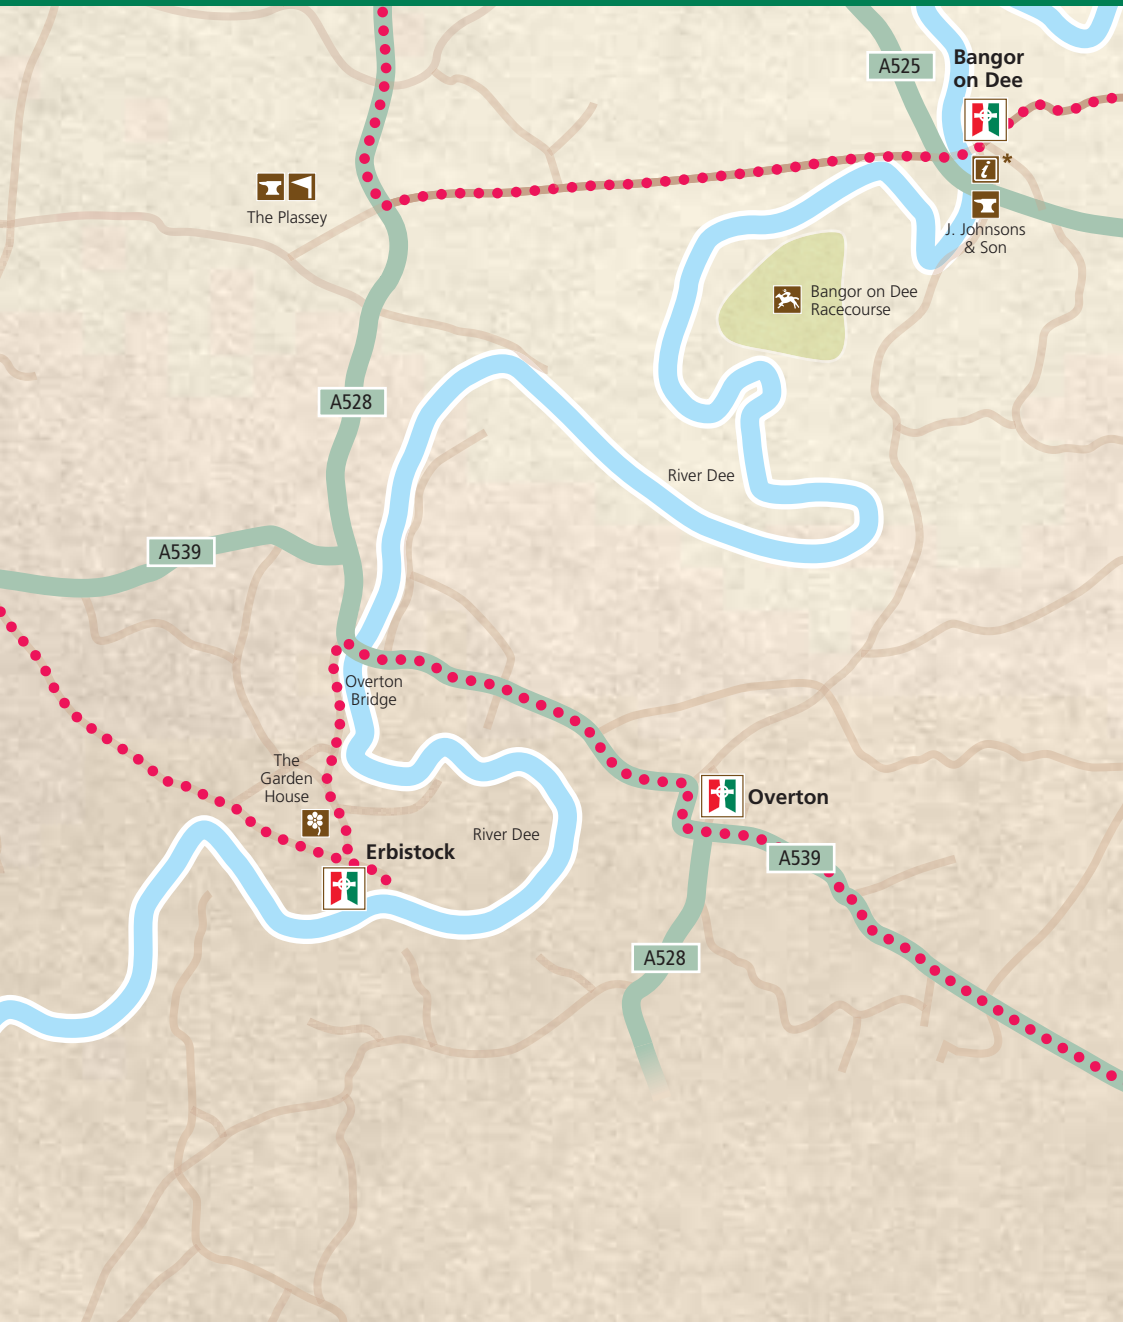 A525
Bangor
on Dee
i
*
The Plassey
J. Johnsons
& Son
Bangor on Dee
Racecourse
A528
River Dee
A539
Overton
Bridge
The
Garden
House
Overton
River Dee
Erbistock
A539
A528